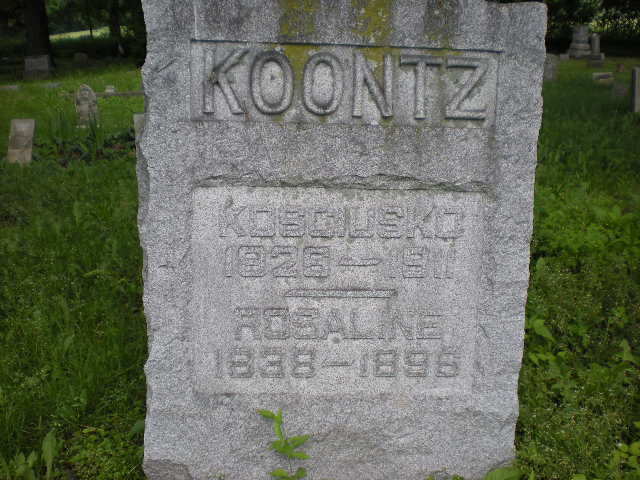 KOONTZ
KOSCIUSKO
1826 — 1911
ROSALINE
1838 — 1896